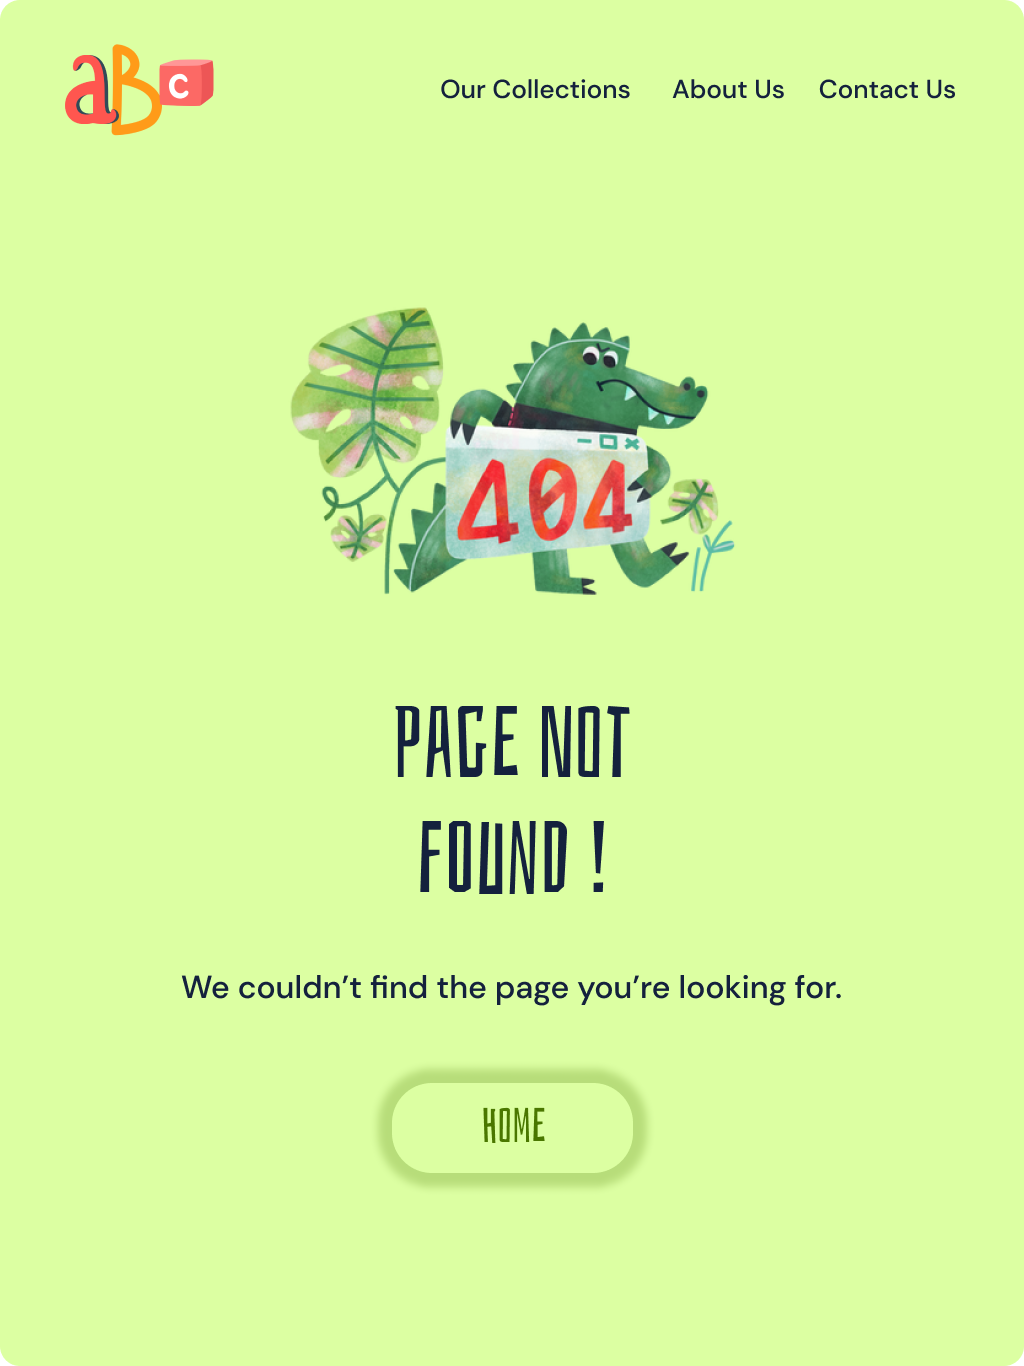 aBc
Our Collections About Us Contact Us
404
PAGE NOT
FOUND !
We couldn’t find the page you’re looking for.
HOME